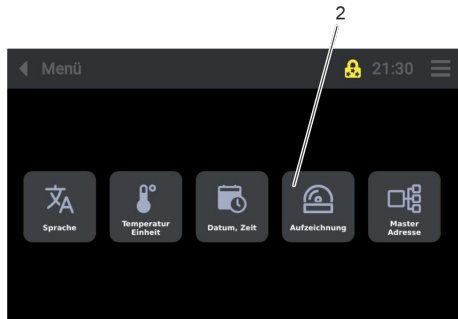 2
Menü
21:30
Sprache
Temperatur
Einheit
Datum, Zeit
Aufzeichnung
Master
Adresse